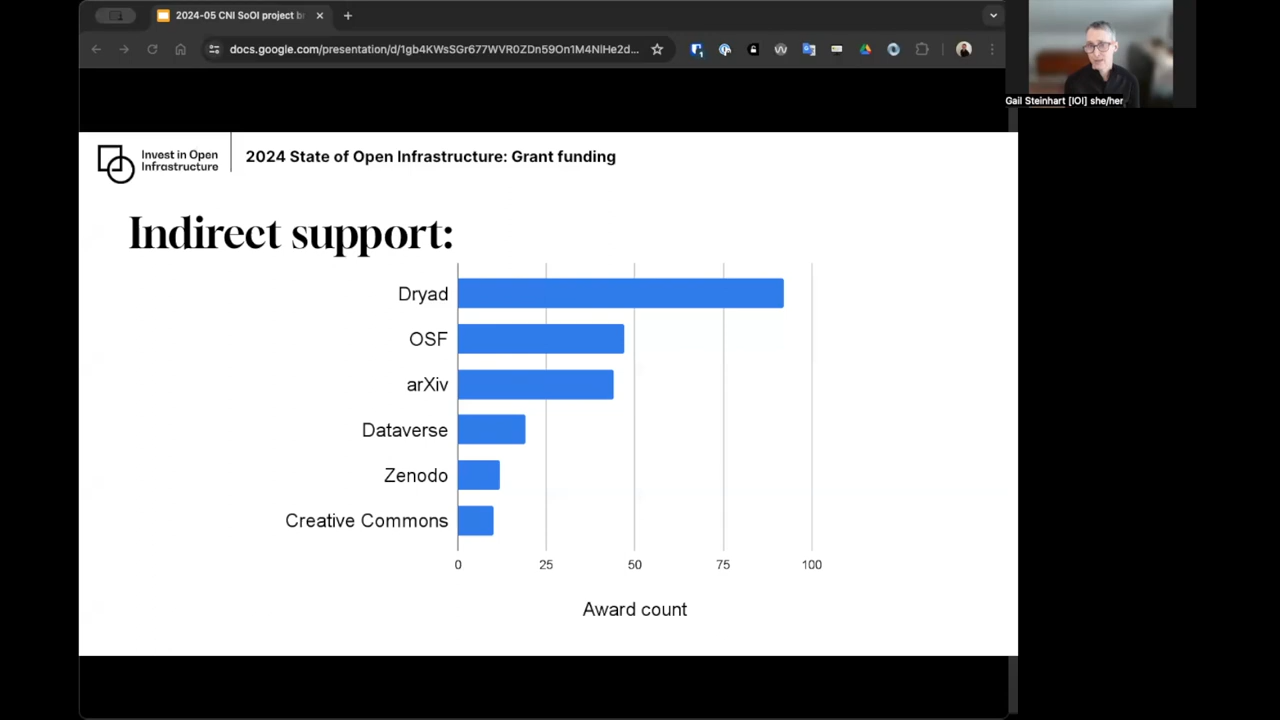 2024-05 CNI SoOI project br
docs.google.com/presentation/d/1gb4KWsSGr677WVR0ZDn59On1M4NIHe2d...
Gail Steinhart [IOI] she/her
Invest in Open
Infrastructure
2024 State of Open Infrastructure: Grant funding
Indirect support:
Dryad
OSF
arXiv
Dataverse
Zenodo
Creative Commons
0 25 50 75 100
Award count